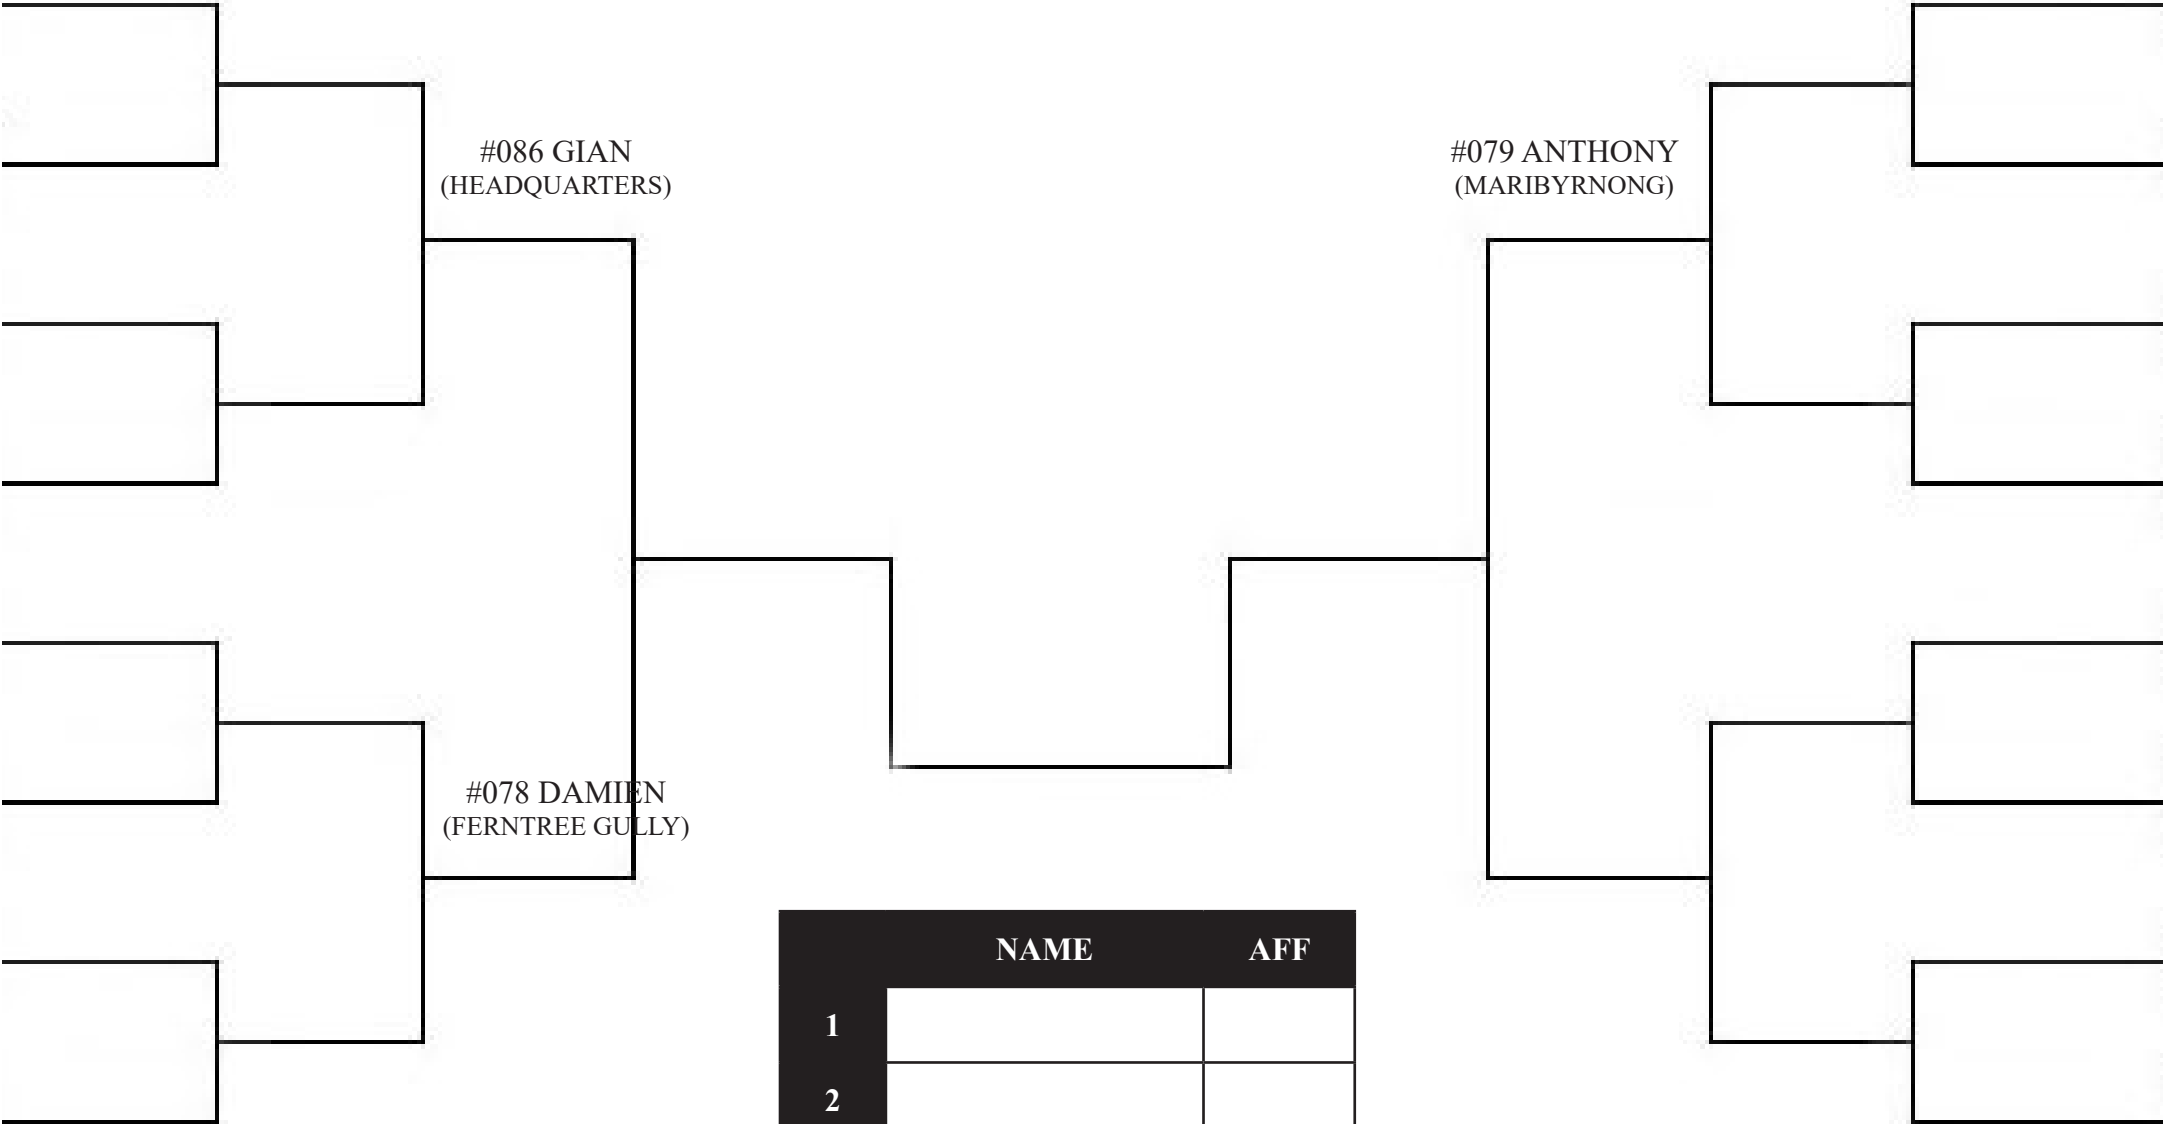 #086 GIAN
(HEADQUARTERS)
#079 ANTHONY
(MARIBYRNONG)
#078 DAMIEN
(FERNTREE GULLY)
NAME AFF
1
2